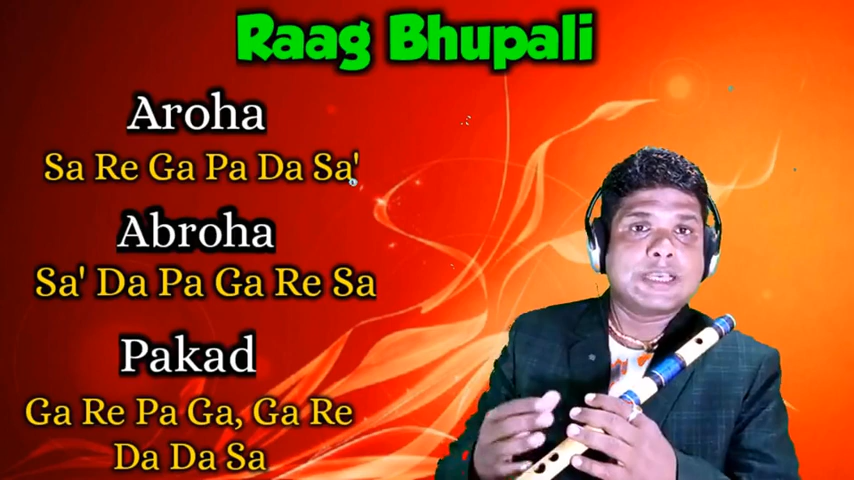 Raag Bhupali
Aroha
Sa Re Ga Pa Da Sa'
Abroha
Sa' Da Pa Ga Re Sa
Pakad
Ga Re Pa Ga, Ga Re
Da Da Sa